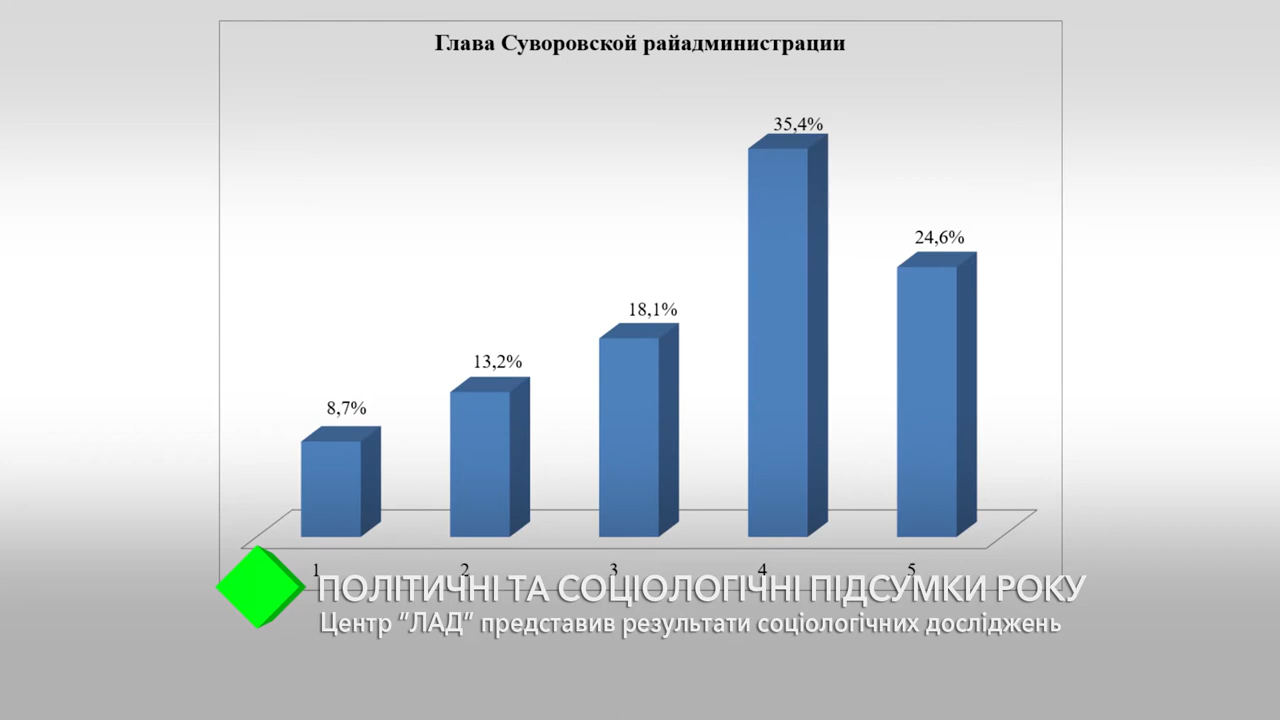 Глава Суворовской райадминистрации
35,4%
24,6%
18,1%
13,2%
8,7%
1 2 3 4 5
ПОЛІТИЧНІ ТА СОЦІОЛОГІЧНІ ПІДСУМКИ РОКУ
Центр "ЛАД" представив результати соціологічних досліджень